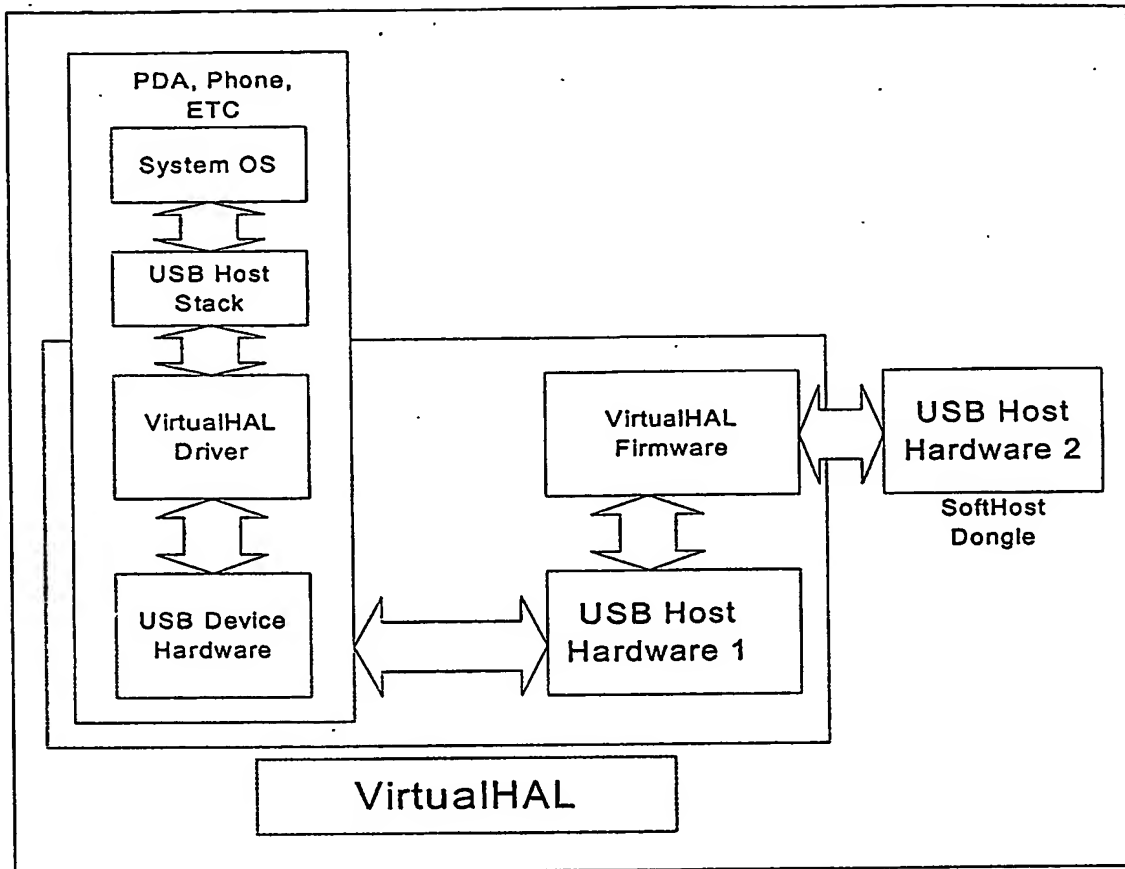 PDA, Phone,
ETC
System OS
USB Host
Stack
VirtualHAL
Driver
USB Device
Hardware
VirtualHAL
Firmware
USB Host
Hardware 1
USB Host
Hardware 2
SoftHost
Dongle
VirtualHAL